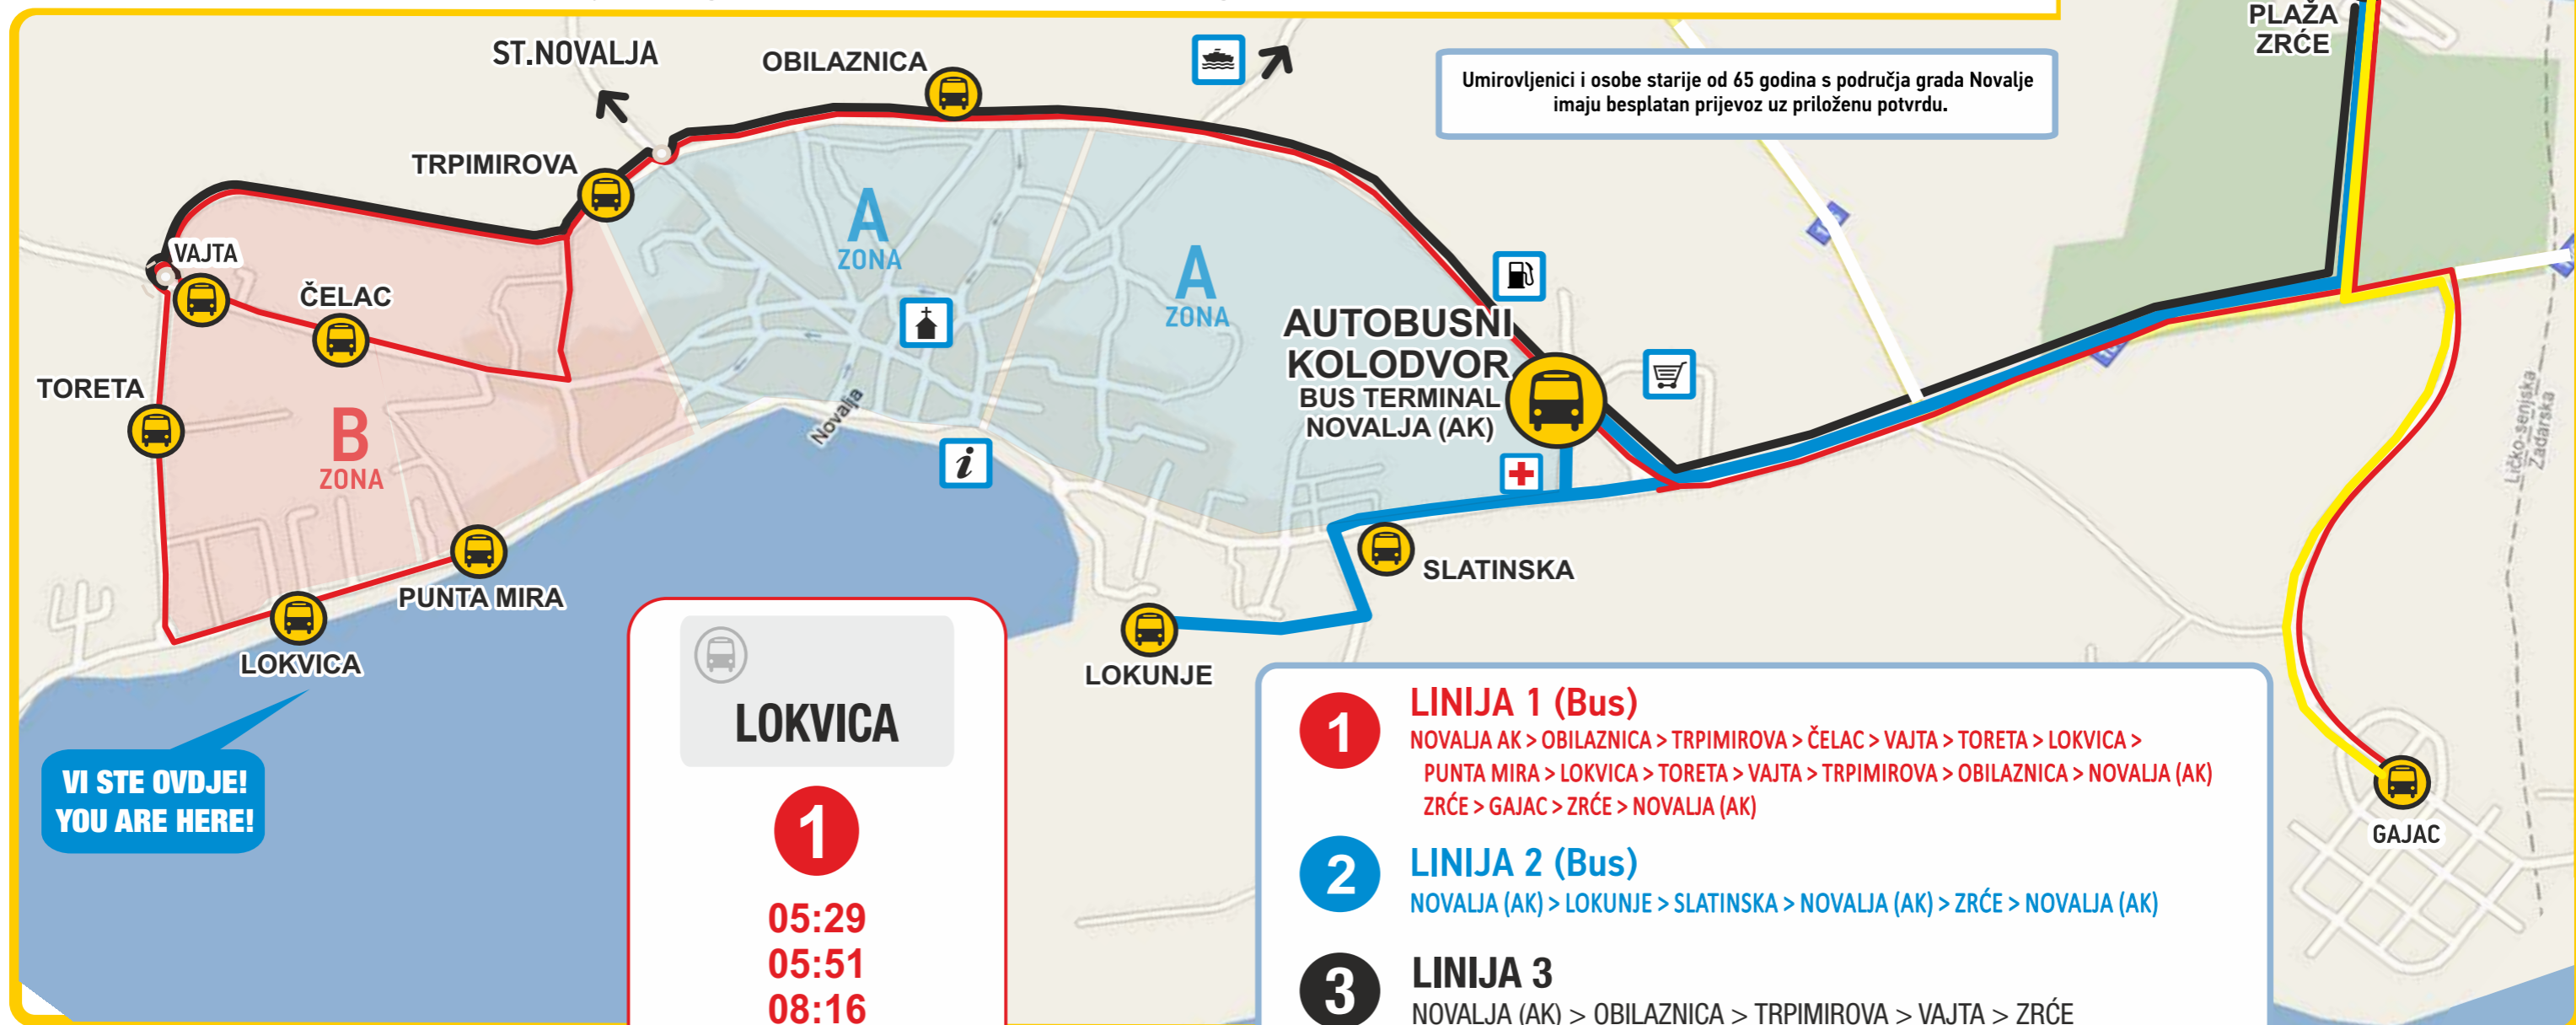 PLAŽA
ZRĆE
ST.NOVALJA
OBILAZNICA
Umirovljenici i osobe starije od 65 godina s područja grada Novalje
imaju besplatan prijevoz uz priloženu potvrdu.
TRPIMIROVA
A
ZONA
VAJTA
A
ZONA
ČELAC
AUTOBUSNI
KOLODVOR
BUS TERMINAL
NOVALJA (AK)
TORETA
B
ZONA
Novalja
i
Ličko-senjska
Zadarska
SLATINSKA
PUNTA MIRA
LOKVICA
LOKUNJE
VI STE OVDJE!
YOU ARE HERE!
LOKVICA
1
05:29
05:51
08:16
1
LINIJA 1 (Bus)
NOVALJA AK > OBILAZNICA > TRPIMIROVA > ČELAC > VAJTA > TORETA > LOKVICA >
PUNTA MIRA > LOKVICA > TORETA > VAJTA > TRPIMIROVA > OBILAZNICA > NOVALJA (AK)
ZRĆE > GAJAC > ZRĆE > NOVALJA (AK)
2
LINIJA 2 (Bus)
NOVALJA (AK) > LOKUNJE > SLATINSKA > NOVALJA (AK) > ZRĆE > NOVALJA (AK)
3
LINIJA 3
NOVALJA (AK) > OBILAZNICA > TRPIMIROVA > VAJTA > ZRĆE
GAJAC